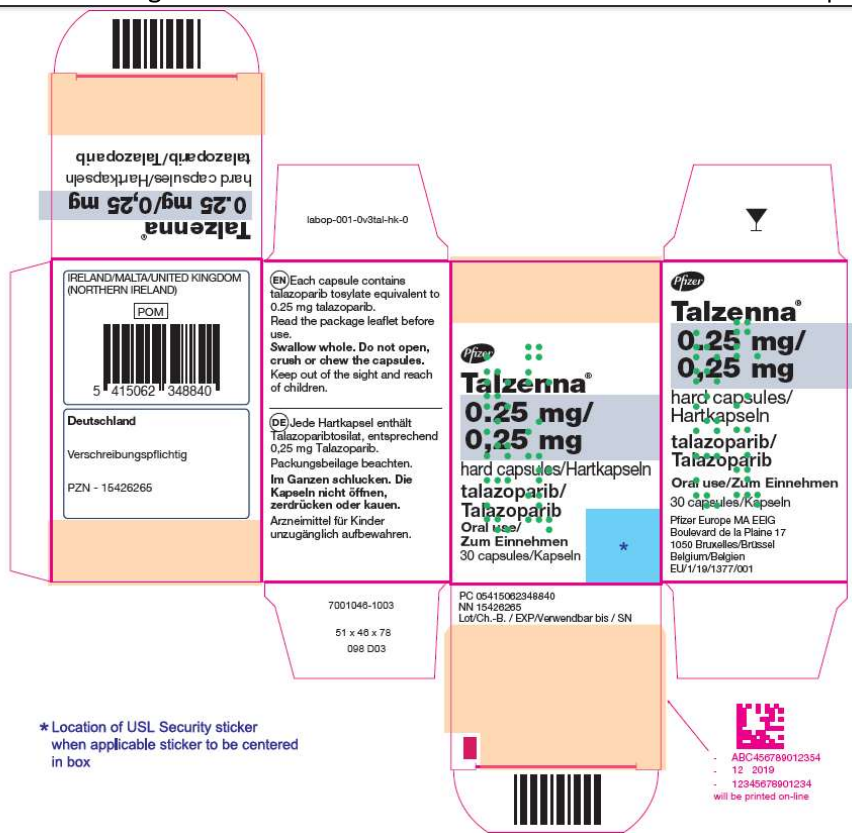 talazoparib/Talazoparib
hard capsules/Hartkapseln
0.25 mg/0,25 mg
Talzenna®
labop-001-0v3tal-hk-0
IRELAND/MALTA/UNITED KINGDOM
(NORTHERN IRELAND)
POM
5 415062 348840
Deutschland
Verschreibungspflichtig
PZN - 15426265
EN Each capsule contains
talazoparib tosylate equivalent to
0.25 mg talazoparib.
Read the package leaflet before
use.
Swallow whole. Do not open,
crush or chew the capsules.
Keep out of the sight and reach
of children.
DE Jede Hartkapsel enthält
Talazoparibtosilat, entsprechend
0,25 mg Talazoparib.
Packungsbeilage beachten.
Im Ganzen schlucken. Die
Kapseln nicht öffnen,
zerdrücken oder kauen.
Arzneimittel für Kinder
unzugänglich aufbewahren.
Pfizer
Talzenna®
0.25 mg/
0,25 mg
hard capsules/Hartkapseln
talazoparib/
Talazoparib
Oral use/
Zum Einnehmen
30 capsules/Kapseln
*
Pfizer
Talzenna®
0.25 mg/
0,25 mg
hard capsules/
Hartkapseln
talazoparib/
Talazoparib
Oral use/Zum Einnehmen
30 capsules/Kapseln
Pfizer Europe MA EEIG
Boulevard de la Plaine 17
1050 Bruxelles/Brüssel
Belgium/Belgien
EU/1/19/1377/001
7001046-1003
51 x 46 x 78
098 D03
PC 05415062348840
NN 15426265
Lot/Ch.-B. / EXP/Verwendbar bis / SN
* Location of USL Security sticker
when applicable sticker to be centered
in box
- ABC456789012354
- 12 2019
- 12345678901234
will be printed on-line